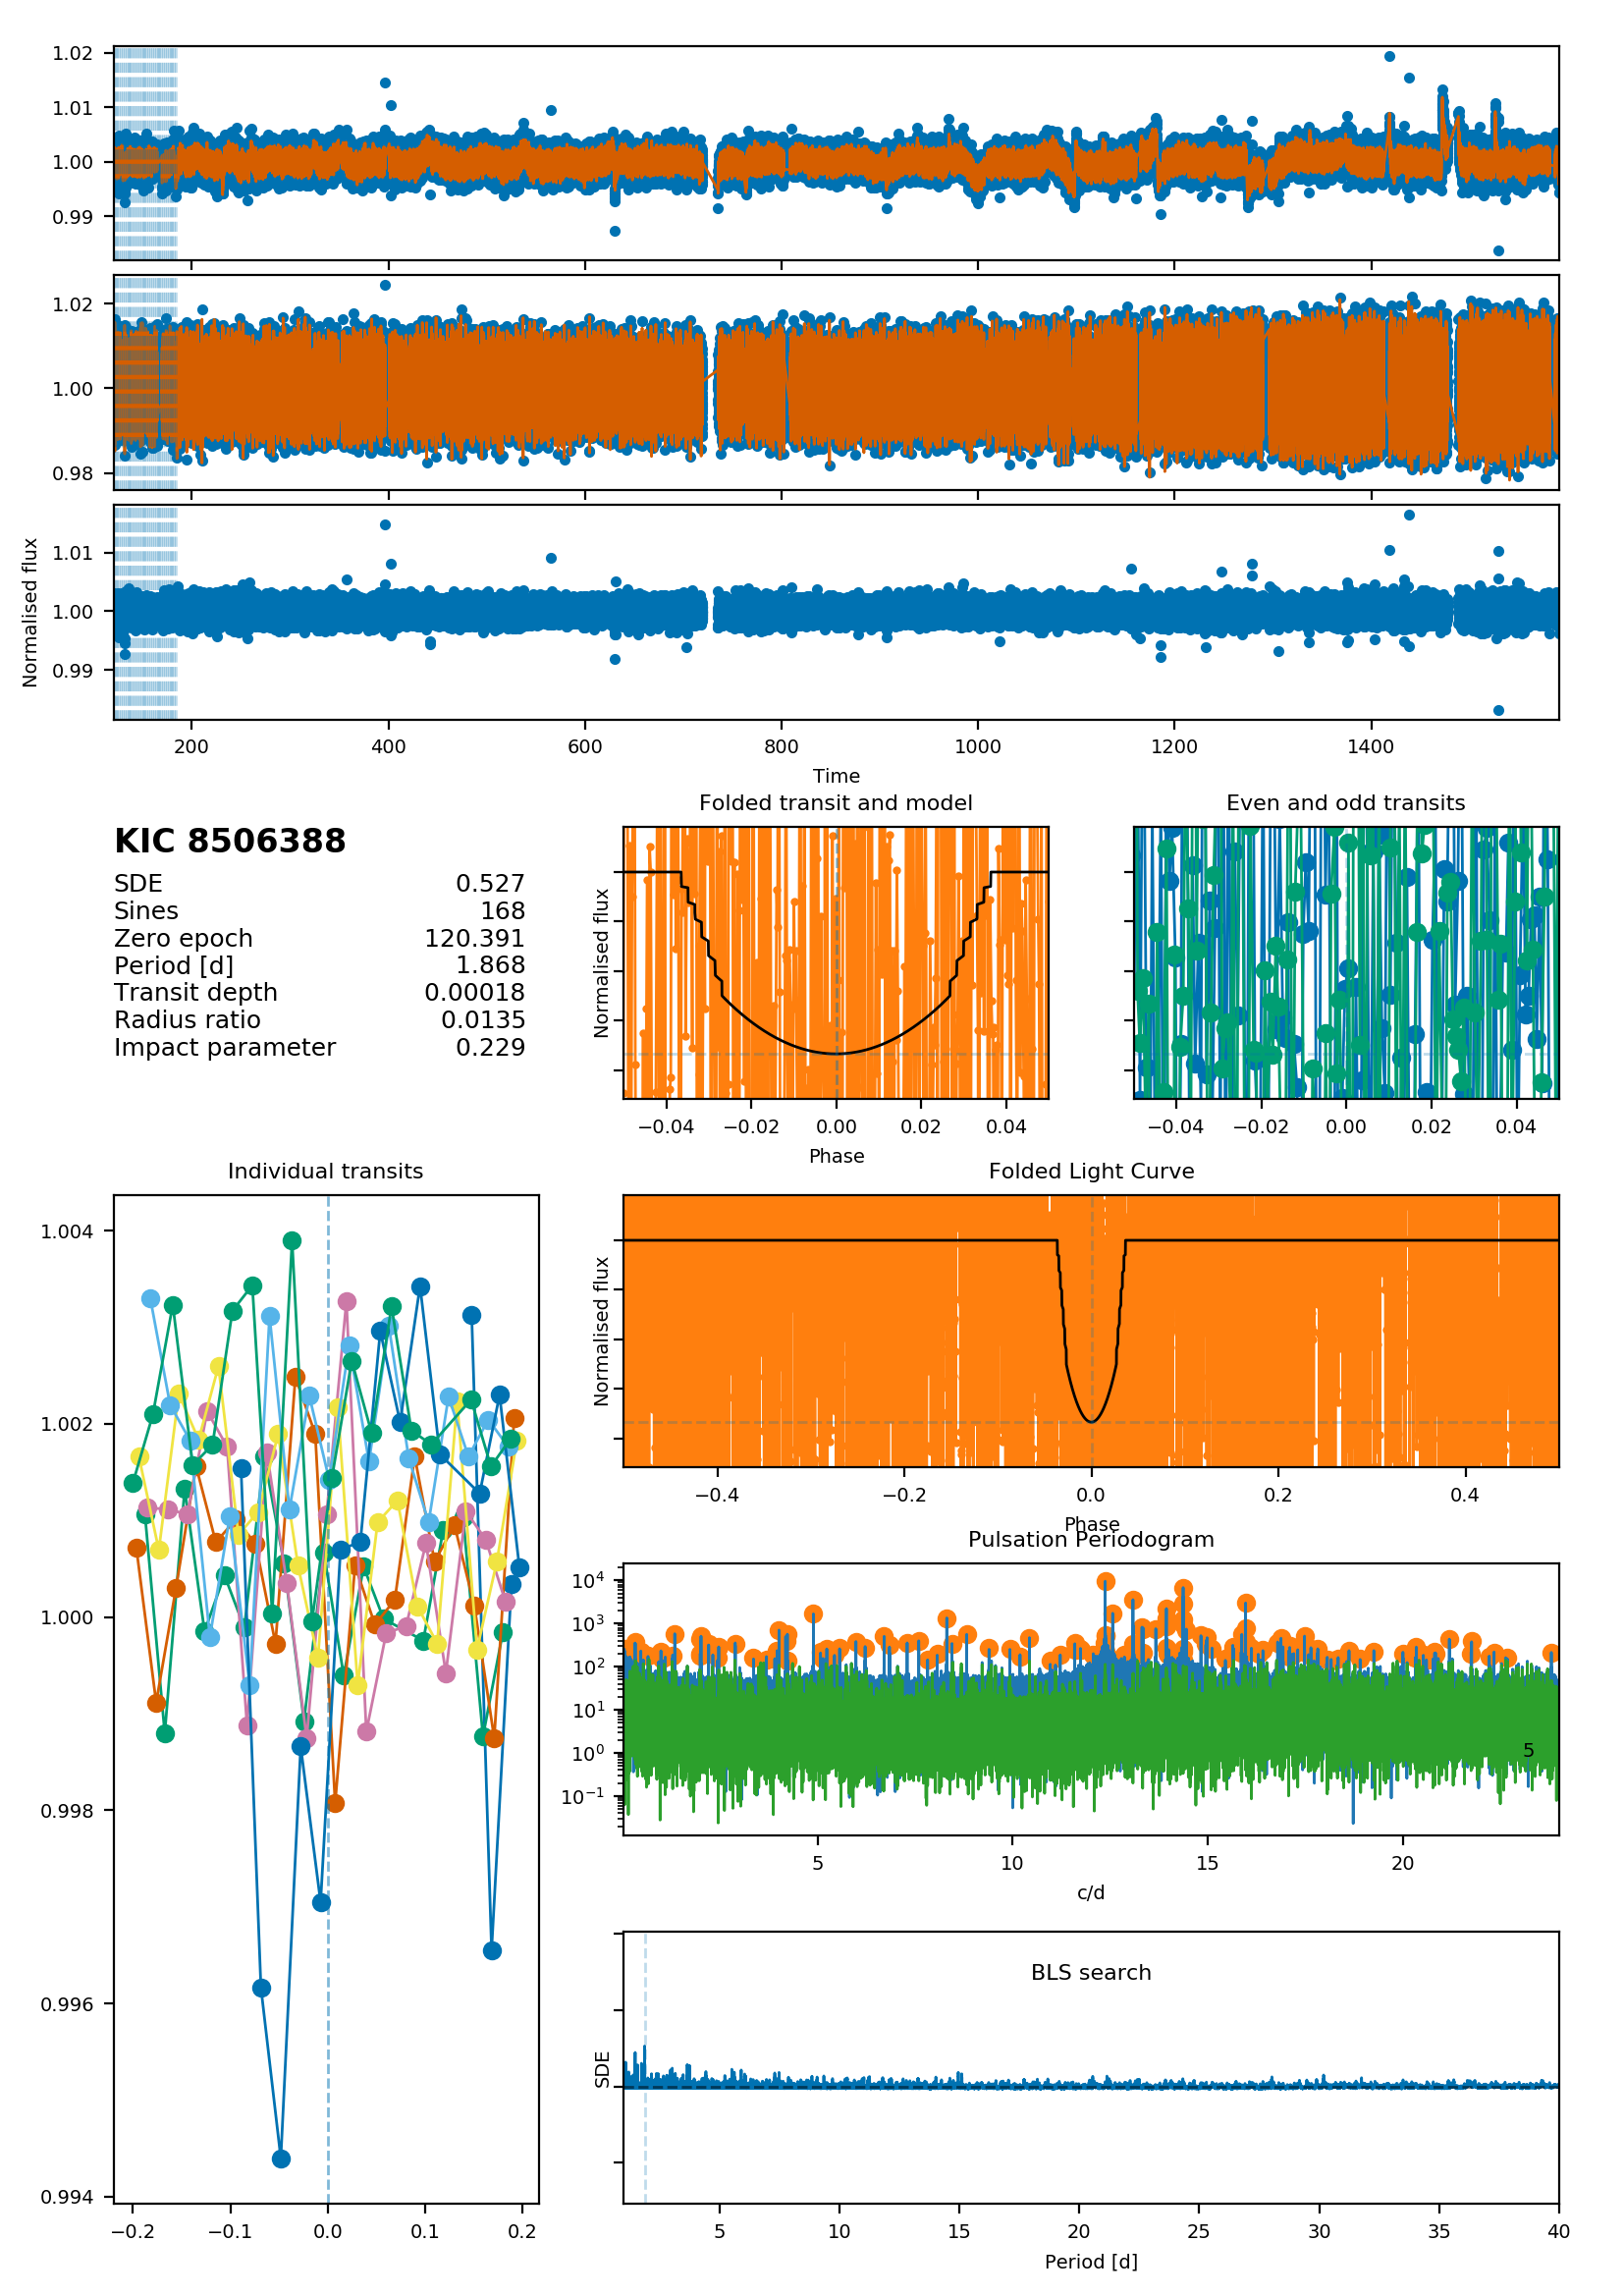 1.02
1.01
1.00
0.99
1.02
1.00
0.98
1.01
1.00
0.99
Normalised flux
200 400 600 800 1000 1200 1400
Time
KIC 8506388
SDE 0.527
Sines 168
Zero epoch 120.391
Period [d] 1.868
Transit depth 0.00018
Radius ratio 0.0135
Impact parameter 0.229
Folded transit and model
Normalised flux
−0.04 −0.02 0.00 0.02 0.04
Phase
Even and odd transits
−0.04 −0.02 0.00 0.02 0.04
Individual transits
1.004
1.002
1.000
0.998
0.996
0.994
−0.2 −0.1 0.0 0.1 0.2
Folded Light Curve
Normalised flux
−0.4 −0.2 0.0 0.2 0.4
Phase
Pulsation Periodogram
10⁴
10³
10²
10¹
10⁰
10⁻¹
5
5 10 15 20
c/d
BLS search
SDE
5 10 15 20 25 30 35 40
Period [d]